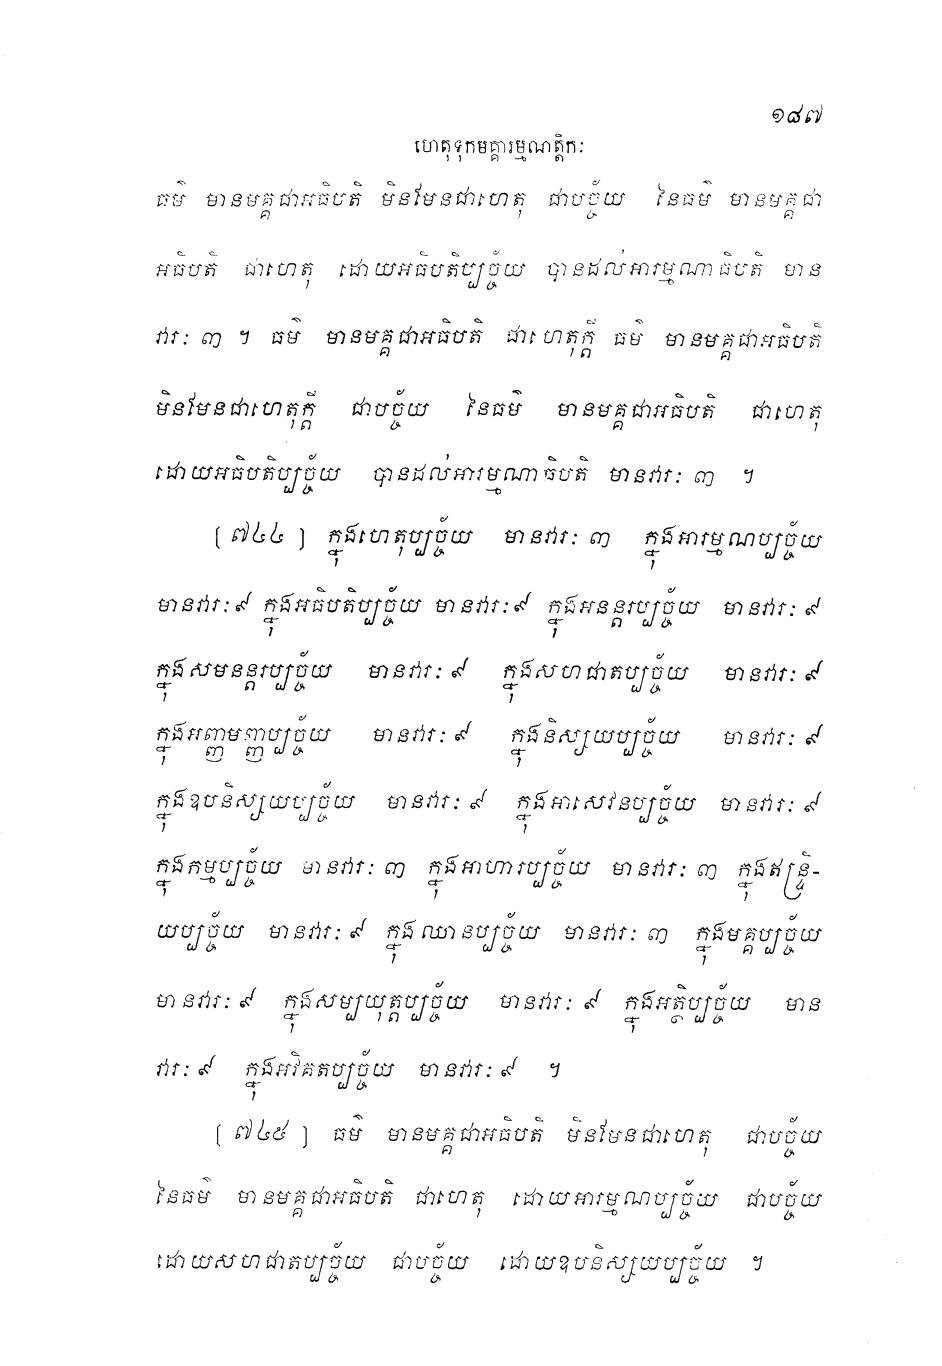 ១៨៧
ហេតុទុកមគ្គារម្មណត្តិកៈ
ធម៌ មានមគ្គជាអធិបតិ មិនមែនជាហេតុ ជាបច្ច័យ នៃធម៌ មានមគ្គជា
អធិបតិ ជាហេតុ ដោយអធិបតិប្បច្ច័យ បានដល់អារម្មណាធិបតិ មាន
វារៈ ៣ ។ ធម៌ មានមគ្គជាអធិបតិ ជាហេតុក្តី ធម៌ មានមគ្គជាអធិបតិ
មិនមែនជាហេតុក្តី ជាបច្ច័យ នៃធម៌ មានមគ្គជាអធិបតិ ជាហេតុ
ដោយអធិបតិប្បច្ច័យ បានដល់អារម្មណាធិបតិ មានវារៈ ៣ ។
[ ៧៤៤ ] ក្នុងហេតុប្បច្ច័យ មានវារៈ ៣ ក្នុងអារម្មណប្បច្ច័យ
មានវារៈ ៩ ក្នុងអធិបតិប្បច្ច័យ មានវារៈ ៩ ក្នុងអនន្តរប្បច្ច័យ មានវារៈ ៩
ក្នុងសមនន្តរប្បច្ច័យ មានវារៈ ៩ ក្នុងសហជាតប្បច្ច័យ មានវារៈ ៩
ក្នុងអញ្ញមញ្ញប្បច្ច័យ មានវារៈ ៩ ក្នុងនិស្សយប្បច្ច័យ មានវារៈ ៩
ក្នុងឧបនិស្សយប្បច្ច័យ មានវារៈ ៩ ក្នុងអាសេវនប្បច្ច័យ មានវារៈ ៩
ក្នុងកម្មប្បច្ច័យ មានវារៈ ៣ ក្នុងអាហារប្បច្ច័យ មានវារៈ ៣ ក្នុងឥន្ទ្រិ-
យប្បច្ច័យ មានវារៈ ៩ ក្នុងឈានប្បច្ច័យ មានវារៈ ៣ ក្នុងមគ្គប្បច្ច័យ
មានវារៈ ៩ ក្នុងសម្បយុត្តប្បច្ច័យ មានវារៈ ៩ ក្នុងអត្ថិប្បច្ច័យ មាន
វារៈ ៩ ក្នុងអវិគតប្បច្ច័យ មានវារៈ ៩ ។
[ ៧៤៥ ] ធម៌ មានមគ្គជាអធិបតិ មិនមែនជាហេតុ ជាបច្ច័យ
នៃធម៌ មានមគ្គជាអធិបតិ ជាហេតុ ដោយអារម្មណប្បច្ច័យ ជាបច្ច័យ
ដោយសហជាតប្បច្ច័យ ជាបច្ច័យ ដោយឧបនិស្សយប្បច្ច័យ ។